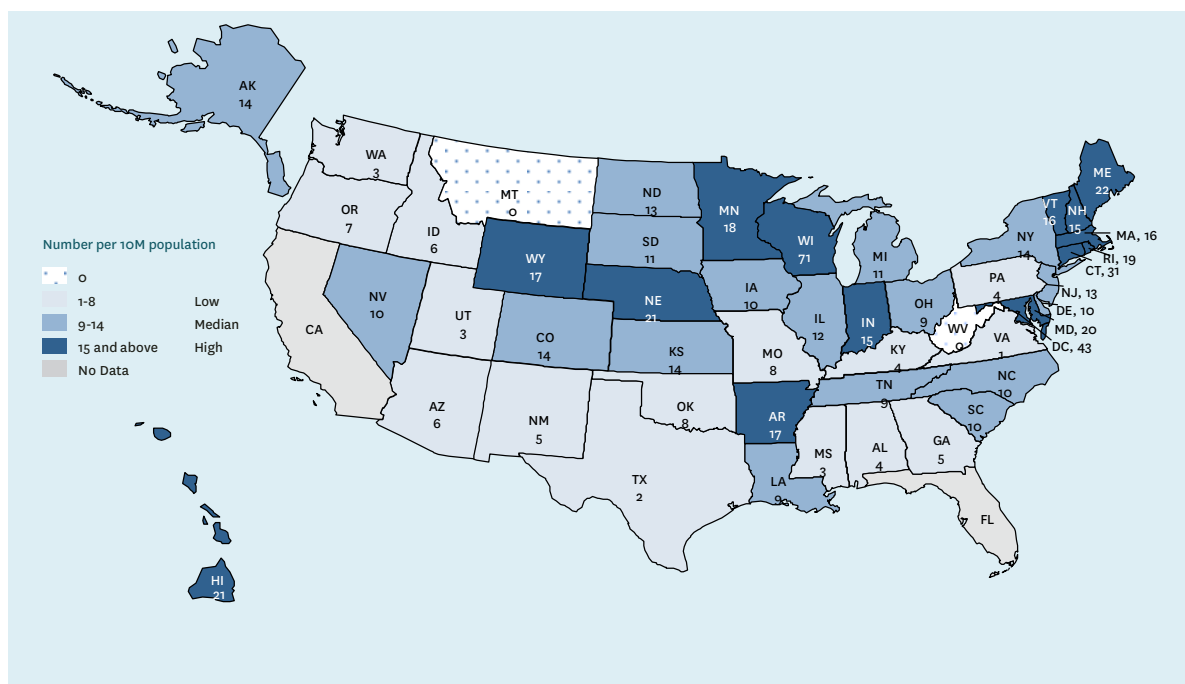 AK
14
WA
3
MT
0
ND
13
MN
18
ME
22
VT
16
NH
15
OR
7
ID
6
SD
11
WI
71
MI
11
NY
14
MA, 16
RI, 19
CT, 31
Number per 10M population
0
1-8 Low
9-14 Median
15 and above High
No Data
WY
17
NE
21
IA
10
PA
4
NJ, 13
DE, 10
MD, 20
DC, 43
CA
NV
10
UT
3
CO
14
KS
14
IL
12
IN
15
OH
9
WV
0
VA
1
MO
8
KY
4
TN
9
NC
10
SC
10
AZ
6
NM
5
OK
8
AR
17
MS
3
AL
4
GA
5
TX
2
LA
9
7 FL
HI
21